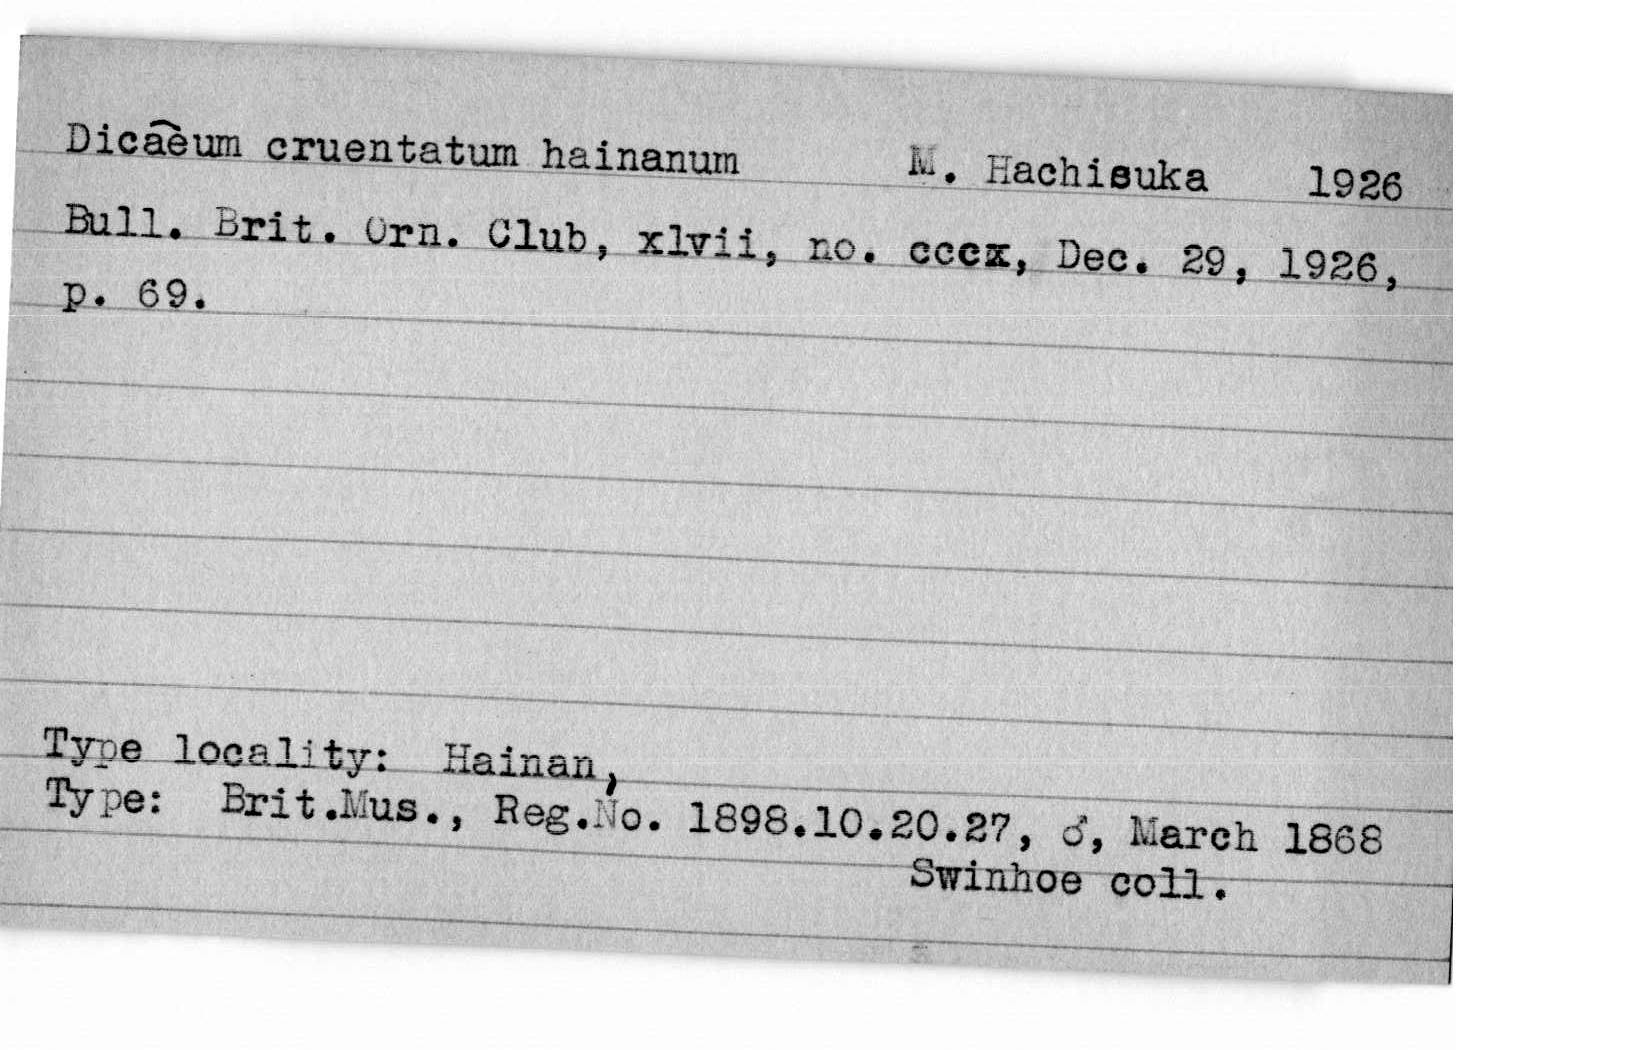 Dicaeum cruentatum hainanum M. Hachisuka 1926
Bull. Brit. Orn. Club, xlvii, no. cccx, Dec. 29, 1926,
p. 69.
Type locality: Hainan,
Type: Brit.Mus., Reg.No. 1898.10.20.27, ♂, March 1868
Swinhoe coll.